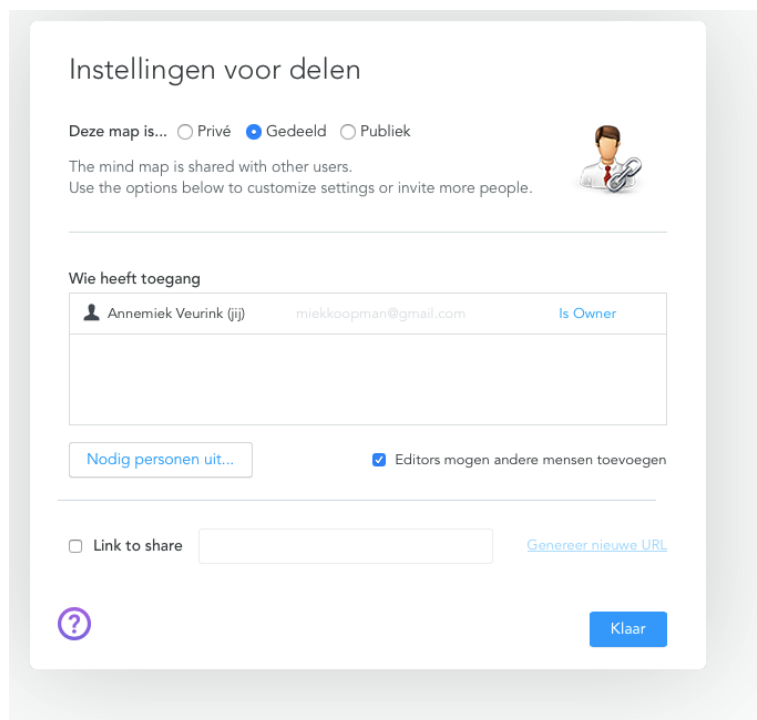 Instellingen voor delen
Deze map is... Privé Gedeeld Publiek
The mind map is shared with other users.
Use the options below to customize settings or invite more people.
Wie heeft toegang
Annemiek Veurink (jij) miekkoopman@gmail.com Is Owner
Nodig personen uit... Editors mogen andere mensen toevoegen
Link to share Genereer nieuwe URL
? Klaar